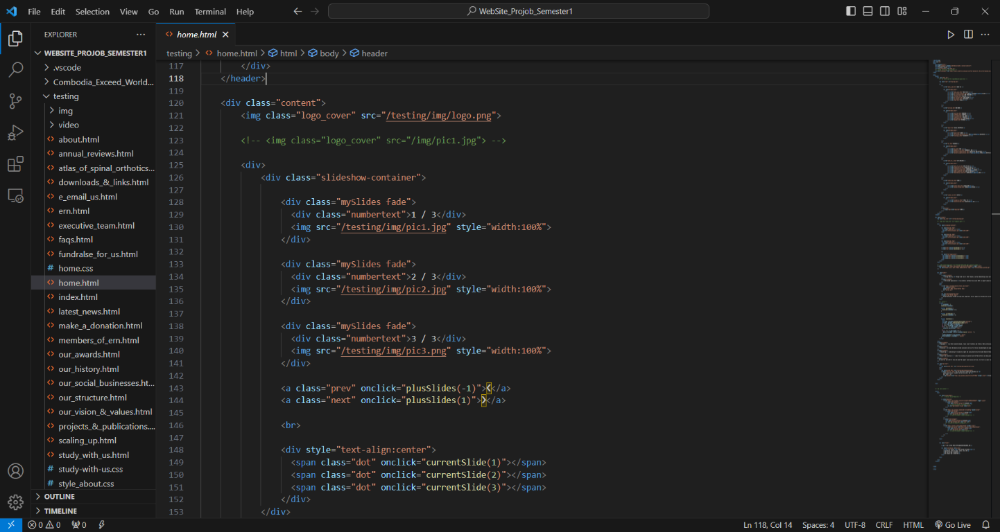 File Edit Selection View Go Run Terminal Help
WebSite_Projob_Semester1
EXPLORER
home.html
WEBSITE_PROJOB_SEMESTER1
.vscode
Combodia_Exceed_World...
testing
img
video
about.html
annual_reviews.html
atlas_of_spinal_orthotics...
downloads_&_links.html
e_email_us.html
ern.html
executive_team.html
faqs.html
fundralse_for_us.html
home.css
home.html
index.html
latest_news.html
make_a_donation.html
members_of_ern.html
our_awards.html
our_history.html
our_social_businesses.ht...
our_structure.html
our_vision_&_values.html
projects_&_publications....
scaling_up.html
study_with_us.html
study-with-us.css
style_about.css
OUTLINE
TIMELINE
testing > home.html > html > body > header
117 </div>
118 </header>
119
120 <div class="content">
121 <img class="logo_cover" src="/testing/img/logo.png">
122
123 <!-- <img class="logo_cover" src="/img/pic1.jpg"> -->
124
125 <div>
126 <div class="slideshow-container">
127
128 <div class="mySlides fade">
129 <div class="numbertext">1 / 3</div>
130 <img src="/testing/img/pic1.jpg" style="width:100%">
131 </div>
132
133 <div class="mySlides fade">
134 <div class="numbertext">2 / 3</div>
135 <img src="/testing/img/pic2.jpg" style="width:100%">
136 </div>
137
138 <div class="mySlides fade">
139 <div class="numbertext">3 / 3</div>
140 <img src="/testing/img/pic3.png" style="width:100%">
141 </div>
142
143 <a class="prev" onclick="plusSlides(-1)">❮</a>
144 <a class="next" onclick="plusSlides(1)">❯</a>
145
146 <br>
147
148 <div style="text-align:center">
149 <span class="dot" onclick="currentSlide(1)"></span>
150 <span class="dot" onclick="currentSlide(2)"></span>
151 <span class="dot" onclick="currentSlide(3)"></span>
152 </div>
153 </div>
0 0 0 Ln 118, Col 14 Spaces: 4 UTF-8 CRLF HTML Go Live